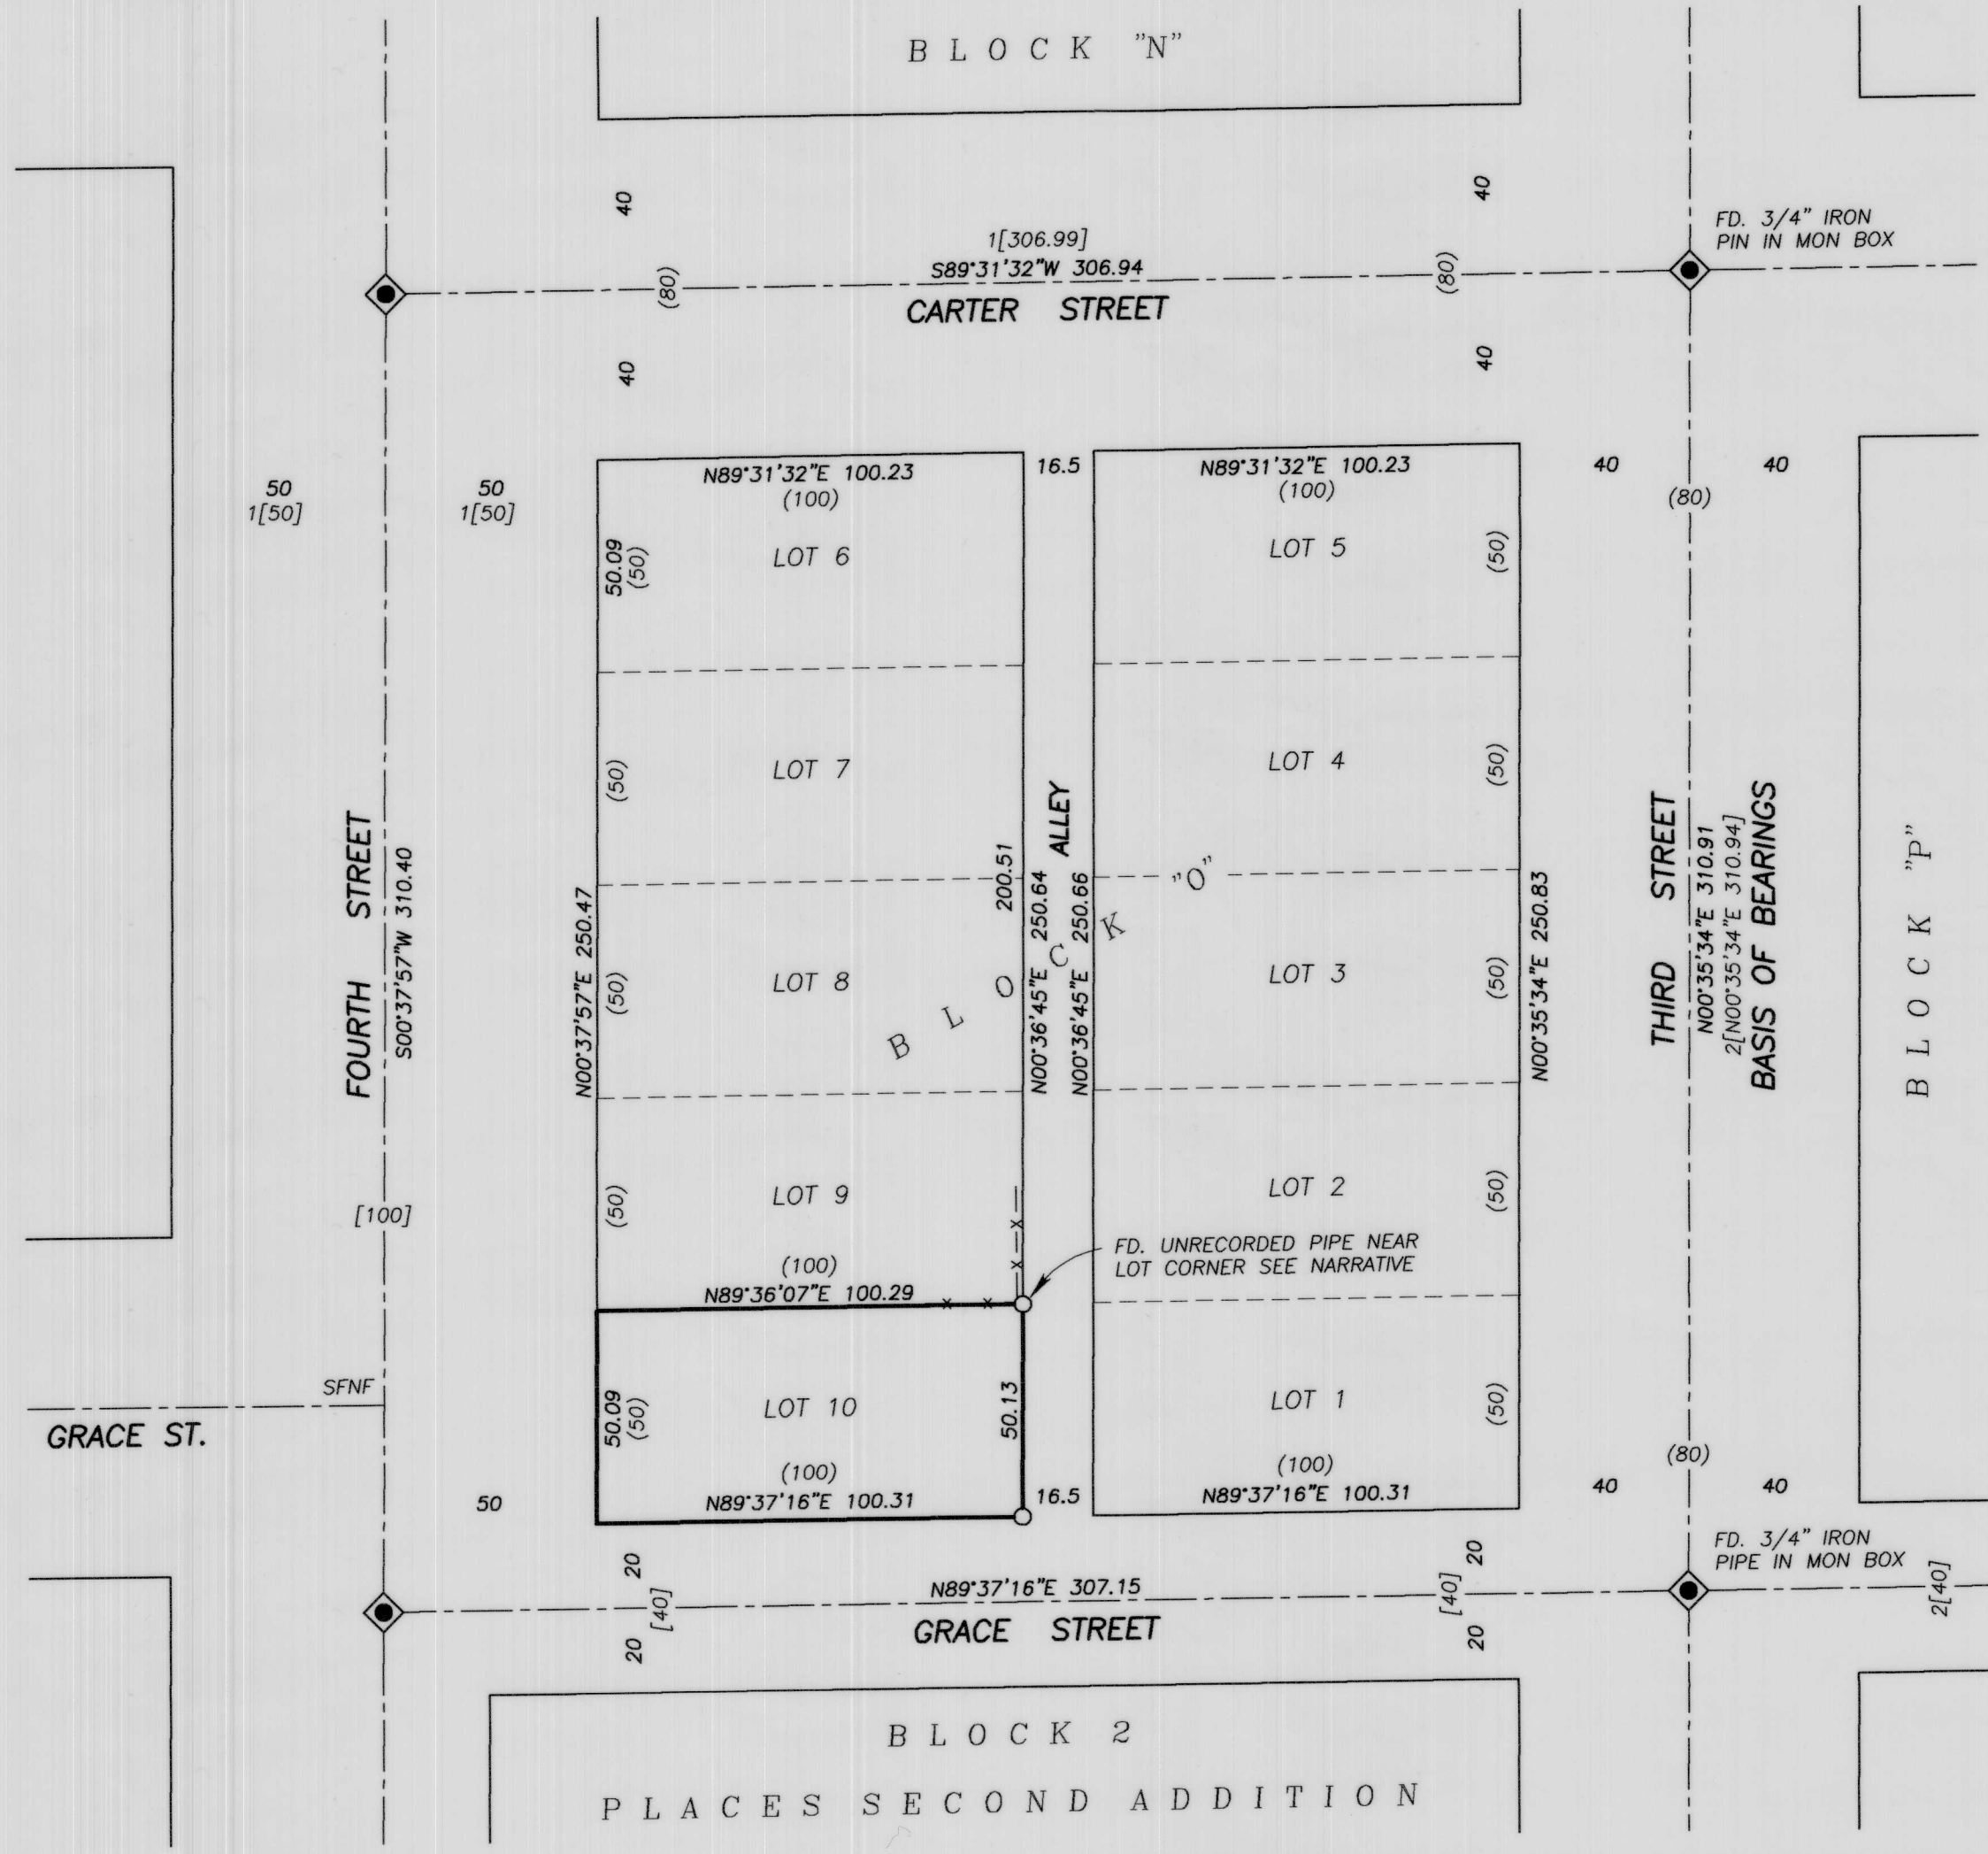 BLOCK "N"
40
40
FD. 3/4" IRON
PIN IN MON BOX
1[306.99]
S89°31'32"W 306.94
(80)
(80)
CARTER STREET
40
40
N89°31'32"E 100.23
(100)
16.5
N89°31'32"E 100.23
(100)
40
40
(80)
50
1[50]
50
1[50]
50.09
(50)
LOT 6
LOT 5
(50)
(50)
LOT 7
LOT 4
(50)
FOURTH STREET
S00°37'57"W 310.40
N00°37'57"E 250.47
200.51
N00°36'45"E 250.64
ALLEY
N00°36'45"E 250.66
BLOCK "O"
N00°35'34"E 250.83
THIRD STREET
N00°35'34"E 310.91
2[N00°35'34"E 310.94]
BASIS OF BEARINGS
BLOCK "P"
(50)
LOT 8
LOT 3
(50)
[100]
(50)
LOT 9
LOT 2
(50)
FD. UNRECORDED PIPE NEAR
LOT CORNER SEE NARRATIVE
(100)
N89°36'07"E 100.29
SFNF
GRACE ST.
50.09
(50)
LOT 10
50.13
LOT 1
(50)
(100)
N89°37'16"E 100.31
16.5
(100)
N89°37'16"E 100.31
50
(80)
40
40
FD. 3/4" IRON
PIPE IN MON BOX
20
20
[40]
N89°37'16"E 307.15
[40]
2[40]
GRACE STREET
20
20
BLOCK 2
PLACES SECOND ADDITION